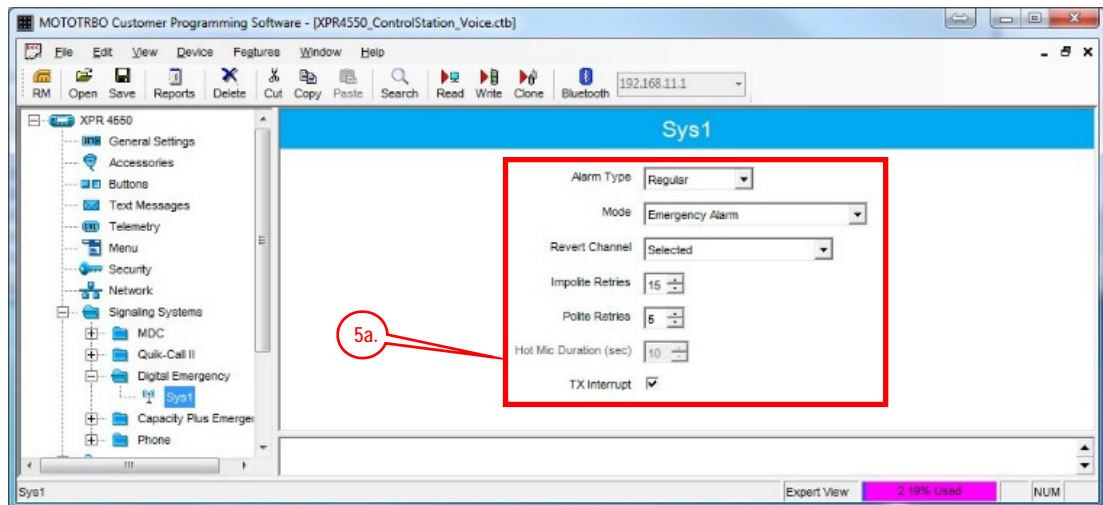 MOTOTRBO Customer Programming Software - [XPR4550_ControlStation_Voice.ctb]
File Edit View Device Features Window Help
RM Open Save Reports Delete Cut Copy Paste Search Read Write Clone Bluetooth 192.168.11.1
XPR 4550
General Settings
Accessories
Buttons
Text Messages
Telemetry
Menu
Security
Network
Signaling Systems
MDC
Quik-Call II
Digital Emergency
Sys1
Capacity Plus Emerger
Phone
Sys1
Alarm Type Regular
Mode Emergency Alarm
Revert Channel Selected
Impolite Retries 15
Polite Retries 5
Hot Mic Duration (sec) 10
TX Interrupt
5a.
Sys1 Expert View 2.19% Used NUM